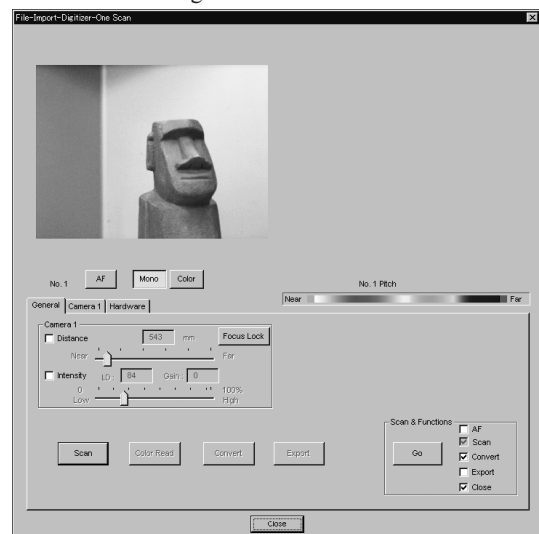 File-Import-Digitizer-One Scan
No. 1 AF Mono Color
No. 1 Pitch
Near Far
General Camera 1 Hardware
Camera 1
Distance 543 mm Focus Lock
Near Far
Intensity LD: 84 Gain: 0
0 100%
Low High
Scan Color Read Convert Export
Scan & Functions
Go
AF
Scan
Convert
Export
Close
Close